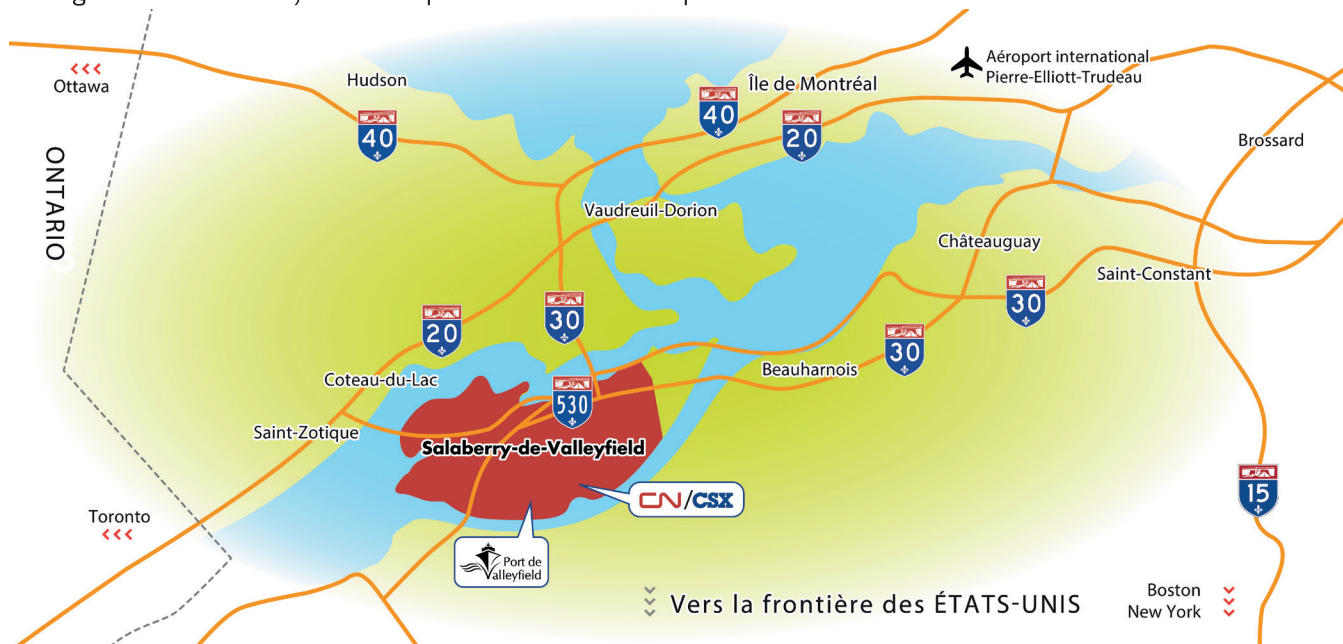 Ottawa
Hudson
40
ONTARIO
Île de Montréal
40
20
Aéroport international
Pierre-Elliott-Trudeau
Brossard
Vaudreuil-Dorion
Châteauguay
Saint-Constant
20
30
30
30
Coteau-du-Lac
Beauharnois
530
Saint-Zotique
Salaberry-de-Valleyfield
CN/CSX
15
Toronto
Port de
Valleyfield
Vers la frontière des ÉTATS-UNIS
Boston
New York